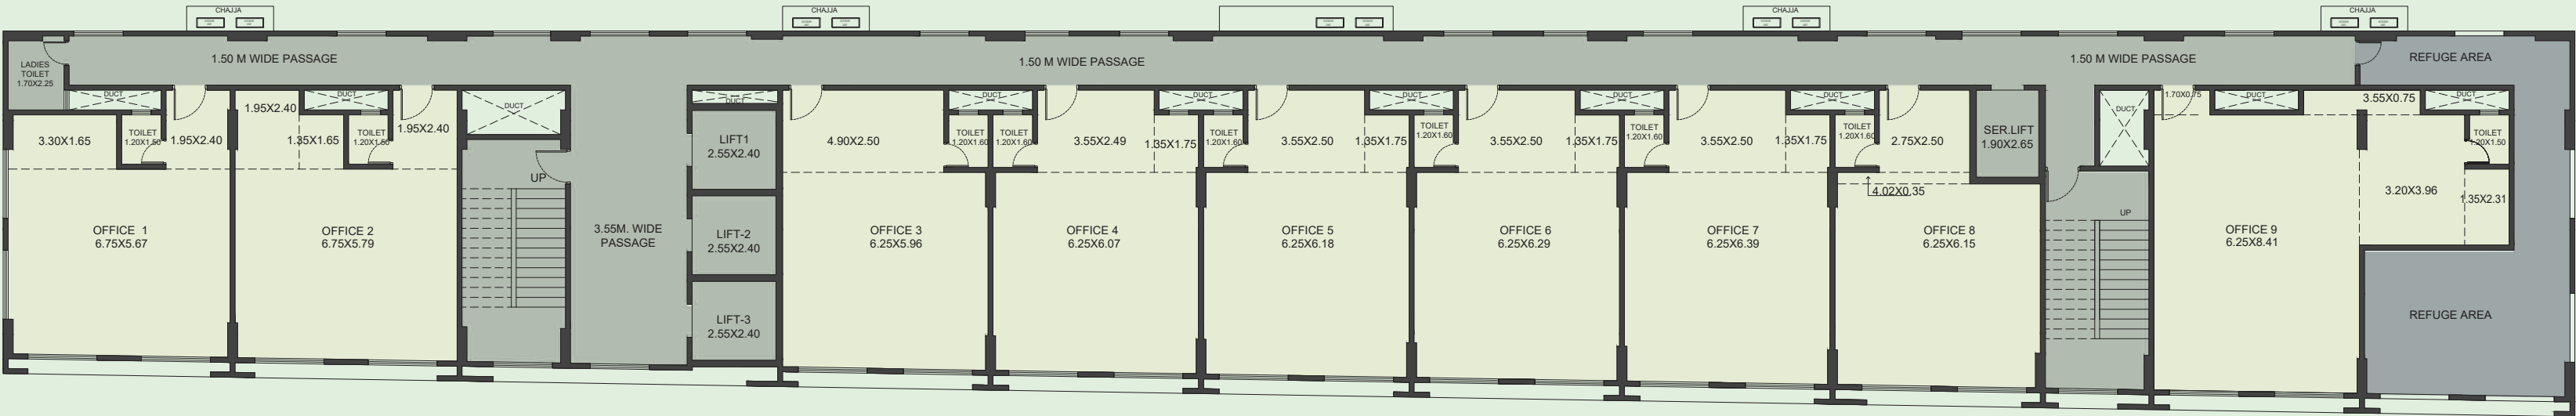 CHAJJA
CHAJJA
CHAJJA
CHAJJA
1.50 M WIDE PASSAGE
1.50 M WIDE PASSAGE
1.50 M WIDE PASSAGE
REFUGE AREA
LADIES
TOILET
1.70X2.25
DUCT
DUCT
DUCT
DUCT
DUCT
DUCT
DUCT
DUCT
DUCT
DUCT
DUCT
DUCT
DUCT
3.30X1.65
TOILET
1.20X1.50
1.95X2.40
OFFICE 1
6.75X5.67
1.95X2.40
1.35X1.65
TOILET
1.20X1.50
1.95X2.40
OFFICE 2
6.75X5.79
UP
3.55M. WIDE
PASSAGE
LIFT1
2.55X2.40
LIFT-2
2.55X2.40
LIFT-3
2.55X2.40
4.90X2.50
TOILET
1.20X1.60
OFFICE 3
6.25X5.96
TOILET
1.20X1.60
3.55X2.49
1.35X1.75
OFFICE 4
6.25X6.07
TOILET
1.20X1.60
3.55X2.50
1.35X1.75
OFFICE 5
6.25X6.18
TOILET
1.20X1.60
3.55X2.50
1.35X1.75
OFFICE 6
6.25X6.29
TOILET
1.20X1.60
3.55X2.50
1.35X1.75
OFFICE 7
6.25X6.39
TOILET
1.20X1.60
2.75X2.50
4.02X0.35
OFFICE 8
6.25X6.15
SER.LIFT
1.90X2.65
UP
1.70X0.75
3.55X0.75
TOILET
1.20X1.50
3.20X3.96
1.35X2.31
OFFICE 9
6.25X8.41
REFUGE AREA